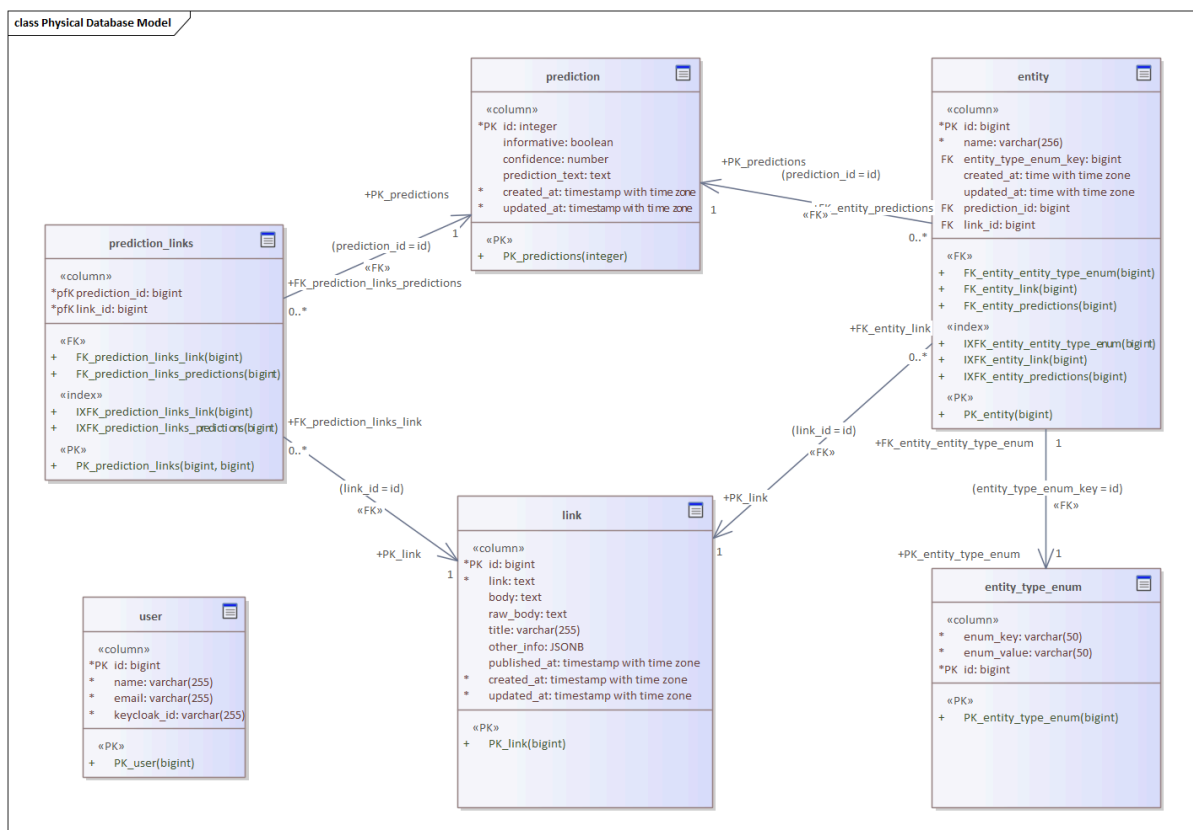 class Physical Database Model
prediction
«column»
*PK id: integer
informative: boolean
confidence: number
prediction_text: text
* created_at: timestamp with time zone
* updated_at: timestamp with time zone
«PK»
+ PK_predictions(integer)
entity
«column»
*PK id: bigint
* name: varchar(256)
FK entity_type_enum_key: bigint
created_at: time with time zone
updated_at: time with time zone
FK prediction_id: bigint
FK link_id: bigint
«FK»
+ FK_entity_entity_type_enum(bigint)
+ FK_entity_link(bigint)
+ FK_entity_predictions(bigint)
«index»
+ IXFK_entity_entity_type_enum(bigint)
+ IXFK_entity_link(bigint)
+ IXFK_entity_predictions(bigint)
«PK»
+ PK_entity(bigint)
+PK_predictions
(prediction_id = id)
+FK_entity_predictions
«FK»
1
0..*
+PK_predictions
1
(prediction_id = id)
«FK»
+FK_prediction_links_predictions
0..*
prediction_links
«column»
*pfK prediction_id: bigint
*pfK link_id: bigint
«FK»
+ FK_prediction_links_link(bigint)
+ FK_prediction_links_predictions(bigint)
«index»
+ IXFK_prediction_links_link(bigint)
+ IXFK_prediction_links_predictions(bigint)
«PK»
+ PK_prediction_links(bigint, bigint)
+FK_prediction_links_link
0..*
(link_id = id)
«FK»
+PK_link
1
+FK_entity_link
0..*
(link_id = id)
«FK»
+PK_link
1
+FK_entity_entity_type_enum
1
(entity_type_enum_key = id)
«FK»
+PK_entity_type_enum
1
link
«column»
*PK id: bigint
* link: text
body: text
raw_body: text
title: varchar(255)
other_info: JSONB
published_at: timestamp with time zone
* created_at: timestamp with time zone
* updated_at: timestamp with time zone
«PK»
+ PK_link(bigint)
user
«column»
*PK id: bigint
* name: varchar(255)
* email: varchar(255)
* keycloak_id: varchar(255)
«PK»
+ PK_user(bigint)
entity_type_enum
«column»
* enum_key: varchar(50)
* enum_value: varchar(50)
*PK id: bigint
«PK»
+ PK_entity_type_enum(bigint)